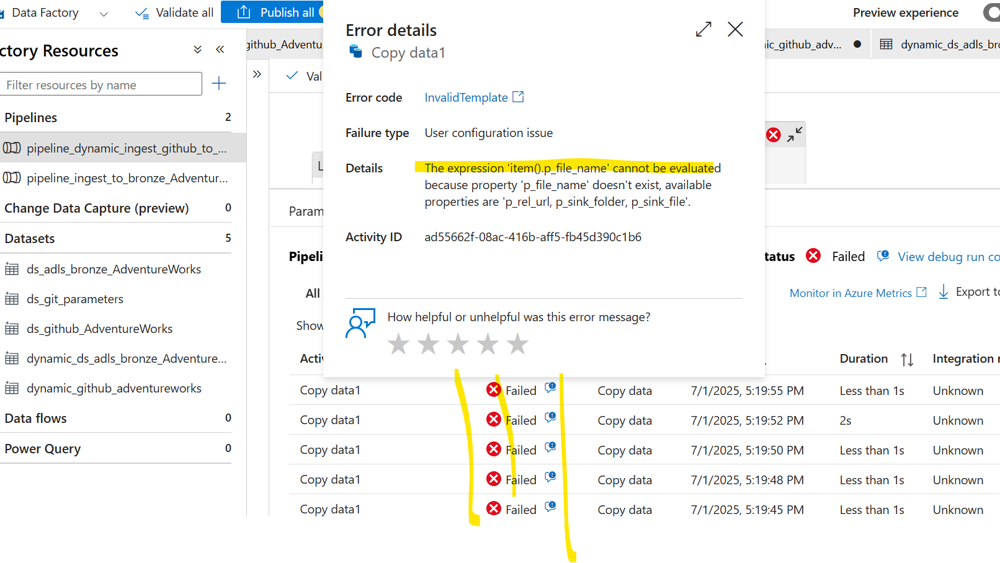 Data Factory
Validate all
Publish all
Preview experience
ctory Resources
Filter resources by name
Pipelines 2
pipeline_dynamic_ingest_github_to_...
pipeline_ingest_to_bronze_Adventur...
Change Data Capture (preview) 0
Datasets 5
ds_adls_bronze_AdventureWorks
ds_git_parameters
ds_github_AdventureWorks
dynamic_ds_adls_bronze_Adventure...
dynamic_github_adventureworks
Data flows 0
Power Query 0
github_Adventu
ic_github_adv...
dynamic_ds_adls_bro
Val
Param
Pipeli
tatus
Failed
View debug run co
All
Monitor in Azure Metrics
Export to
Show
Error details
Copy data1
Error code InvalidTemplate
Failure type User configuration issue
Details The expression 'item().p_file_name' cannot be evaluated
because property 'p_file_name' doesn't exist, available
properties are 'p_rel_url, p_sink_folder, p_sink_file'.
Activity ID ad55662f-08ac-416b-aff5-fb45d390c1b6
How helpful or unhelpful was this error message?
Activ Duration Integration r
Copy data1 Failed Copy data 7/1/2025, 5:19:55 PM Less than 1s Unknown
Copy data1 Failed Copy data 7/1/2025, 5:19:52 PM 2s Unknown
Copy data1 Failed Copy data 7/1/2025, 5:19:50 PM Less than 1s Unknown
Copy data1 Failed Copy data 7/1/2025, 5:19:48 PM Less than 1s Unknown
Copy data1 Failed Copy data 7/1/2025, 5:19:45 PM Less than 1s Unknown